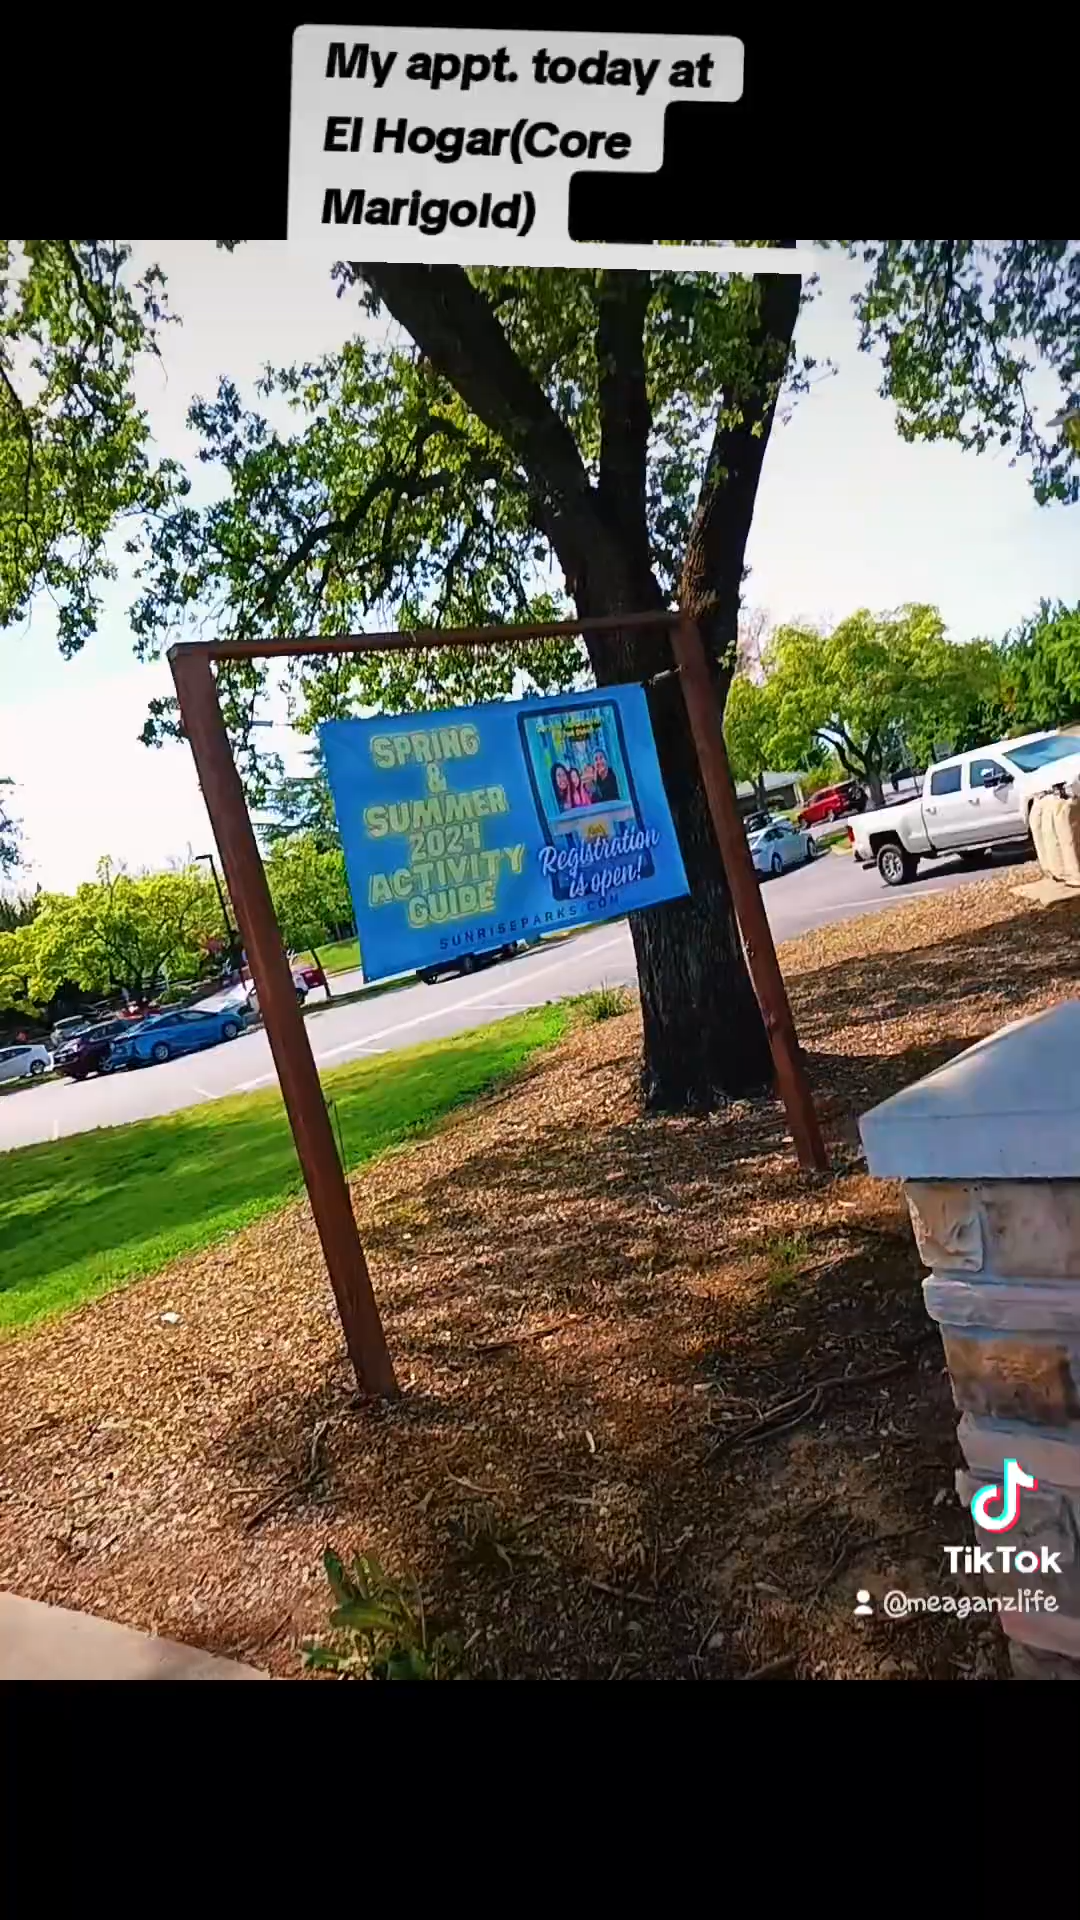 My appt. today at
El Hogar(Core
Marigold)
SPRING
&
SUMMER
2024
ACTIVITY
GUIDE
Registration
is open!
SUNRISEPARKS.COM
TikTok
@meaganzlife